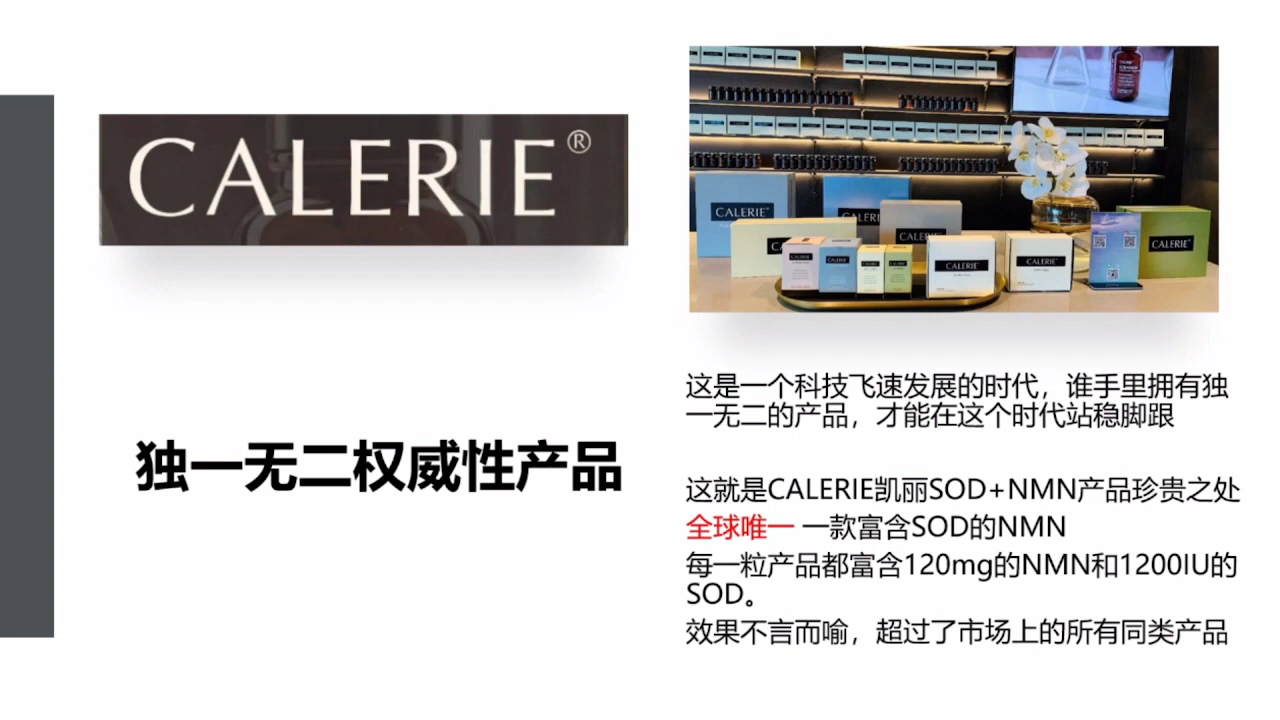 CALERIE®
独一无二权威性产品
CALERIE
CALERIE
CALERIE
CALERIE
CALERIE
CALERIE
CALERIE
CALERIE
这是一个科技飞速发展的时代，谁手里拥有独
一无二的产品，才能在这个时代站稳脚跟
这就是CALERIE凯丽SOD+NMN产品珍贵之处
全球唯一 一款富含SOD的NMN
每一粒产品都富含120mg的NMN和1200IU的
SOD。
效果不言而喻，超过了市场上的所有同类产品